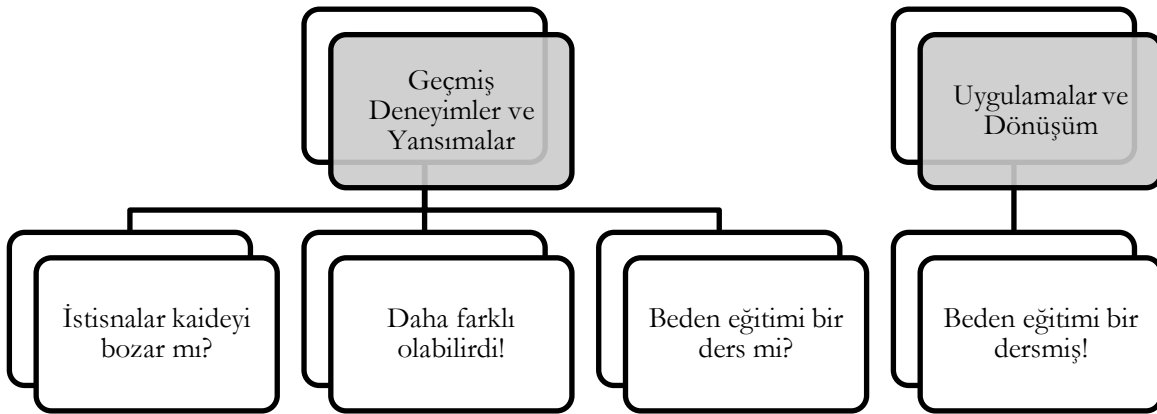 Geçmiş
Deneyimler ve
Yansımalar
Uygulamalar ve
Dönüşüm
İstisnalar kaideyi
bozar mı?
Daha farklı
olabilirdi!
Beden eğitimi bir
ders mi?
Beden eğitimi bir
dersmiş!